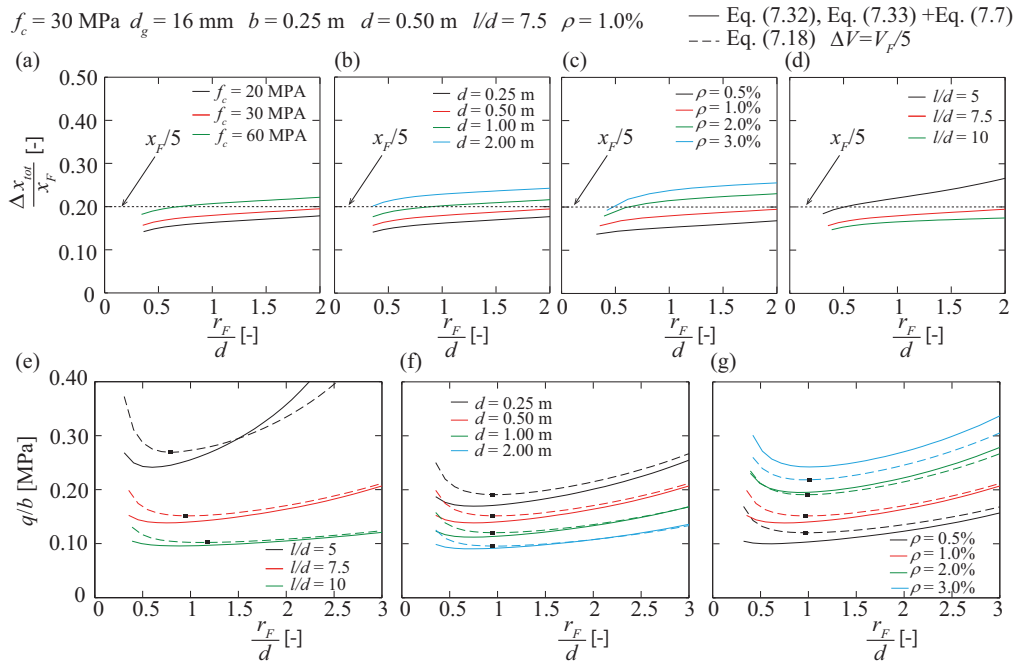 f_c = 30 MPa d_g = 16 mm b = 0.25 m d = 0.50 m l/d = 7.5 ρ = 1.0%
Eq. (7.32), Eq. (7.33) +Eq. (7.7)
Eq. (7.18) ΔV=V_F/5
(a)
0.50
0.40
0.30
0.20
0.10
0
Δx_tot/x_F [-]
f_c = 20 MPA
f_c = 30 MPA
f_c = 60 MPA
x_F/5
0 0.5 1 1.5 2
r_F/d [-]
(b)
d = 0.25 m
d = 0.50 m
d = 1.00 m
d = 2.00 m
x_F/5
0 0.5 1 1.5 2
r_F/d [-]
(c)
ρ = 0.5%
ρ = 1.0%
ρ = 2.0%
ρ = 3.0%
x_F/5
0 0.5 1 1.5 2
r_F/d [-]
(d)
l/d = 5
l/d = 7.5
l/d = 10
x_F/5
0 0.5 1 1.5 2
r_F/d [-]
(e)
0.40
0.30
0.20
0.10
q/b [MPa]
l/d = 5
l/d = 7.5
l/d = 10
0 0.5 1 1.5 2 2.5 3
r_F/d [-]
(f)
d = 0.25 m
d = 0.50 m
d = 1.00 m
d = 2.00 m
0 0.5 1 1.5 2 2.5 3
r_F/d [-]
(g)
ρ = 0.5%
ρ = 1.0%
ρ = 2.0%
ρ = 3.0%
0 0.5 1 1.5 2 2.5 3
r_F/d [-]